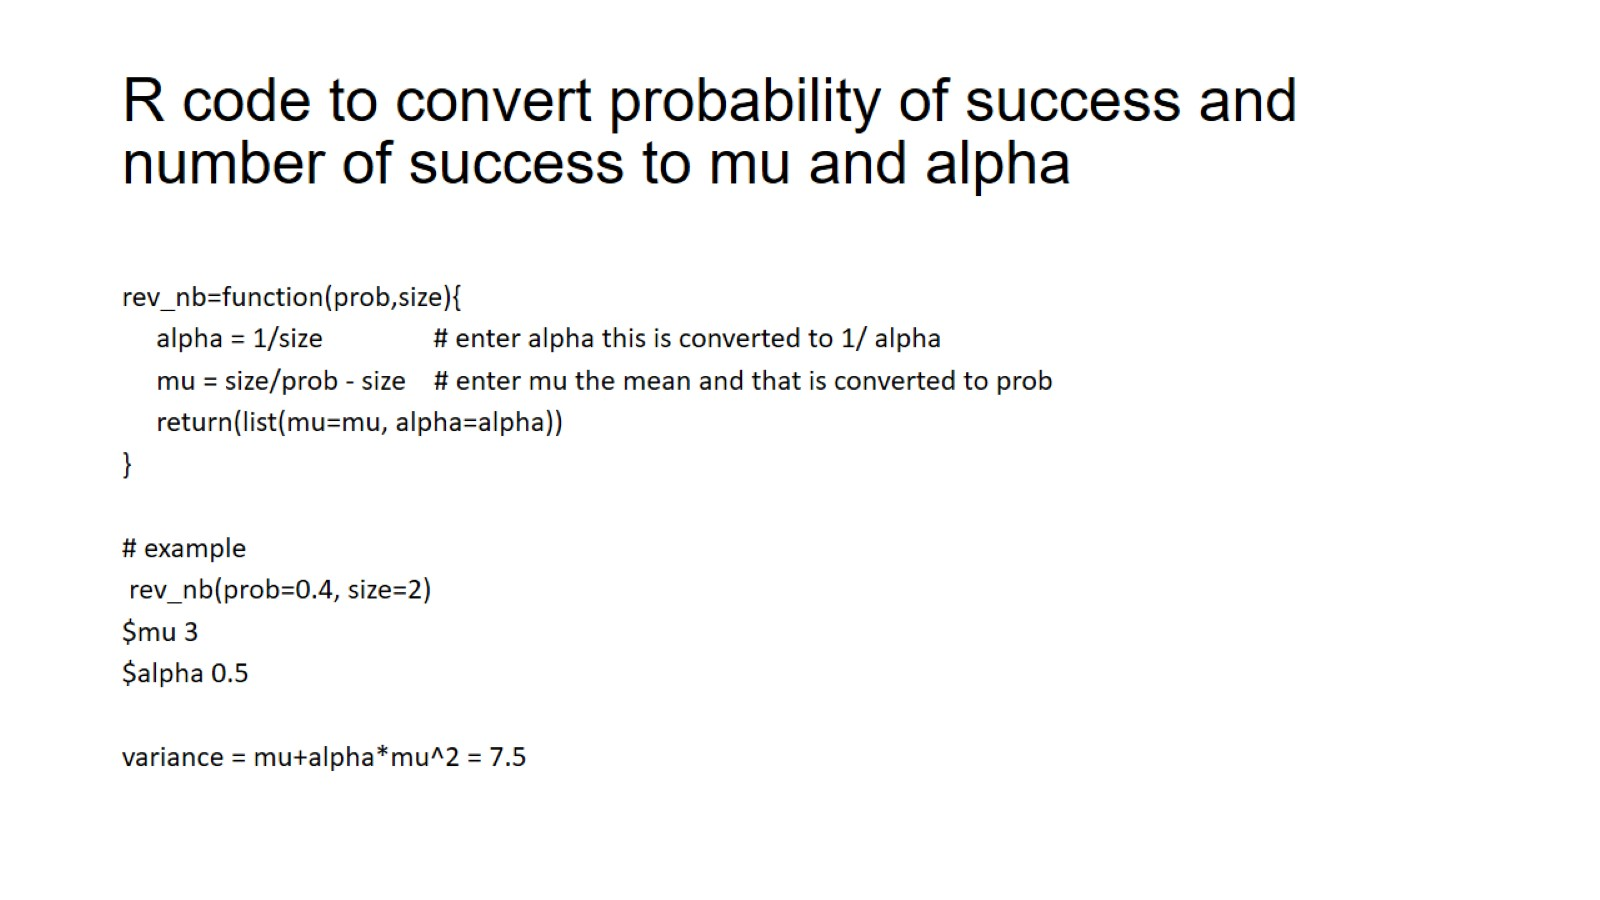 R code to convert probability of success and
number of success to mu and alpha
rev_nb=function(prob,size){
alpha = 1/size # enter alpha this is converted to 1/ alpha
mu = size/prob - size # enter mu the mean and that is converted to prob
return(list(mu=mu, alpha=alpha))
}
# example
rev_nb(prob=0.4, size=2)
$mu 3
$alpha 0.5
variance = mu+alpha*mu^2 = 7.5